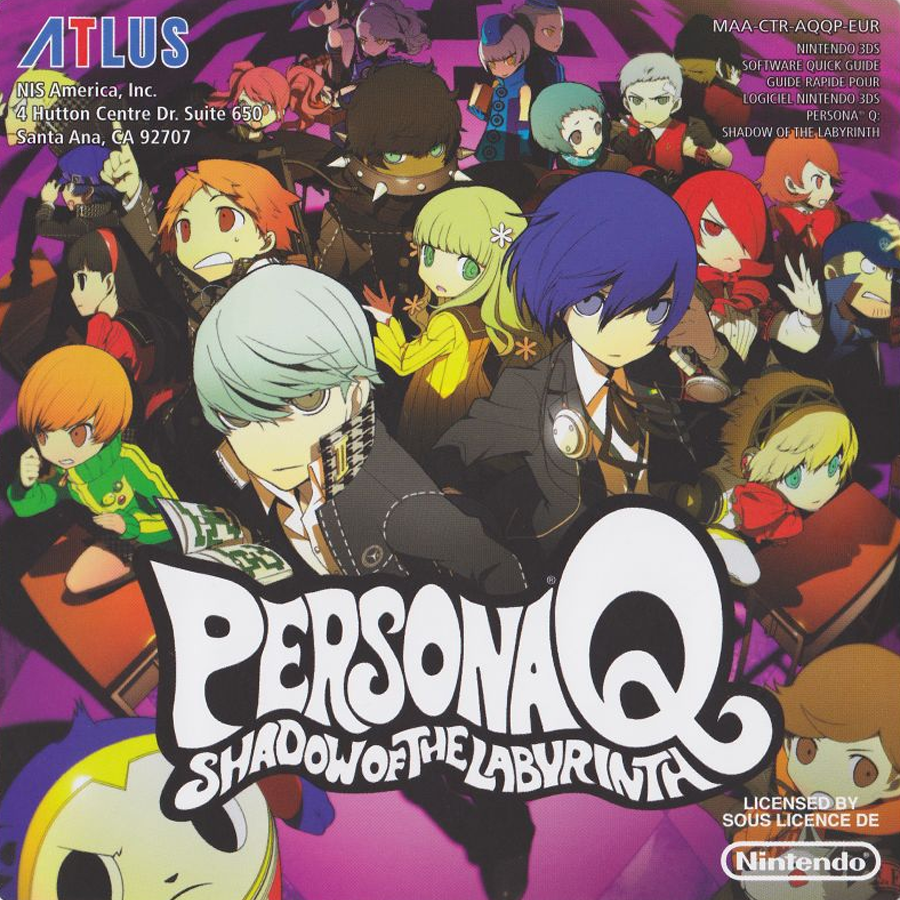 ATLUS
NIS America, Inc.
4 Hutton Centre Dr. Suite 650
Santa Ana, CA 92707
MAA-CTR-AQQP-EUR
NINTENDO 3DS
SOFTWARE QUICK GUIDE
GUIDE RAPIDE POUR
LOGICIEL NINTENDO 3DS
PERSONA® Q:
SHADOW OF THE LABYRINTH
PERSONA Q®
SHADOW OF THE LABYRINTH
LICENSED BY
SOUS LICENCE DE
Nintendo®